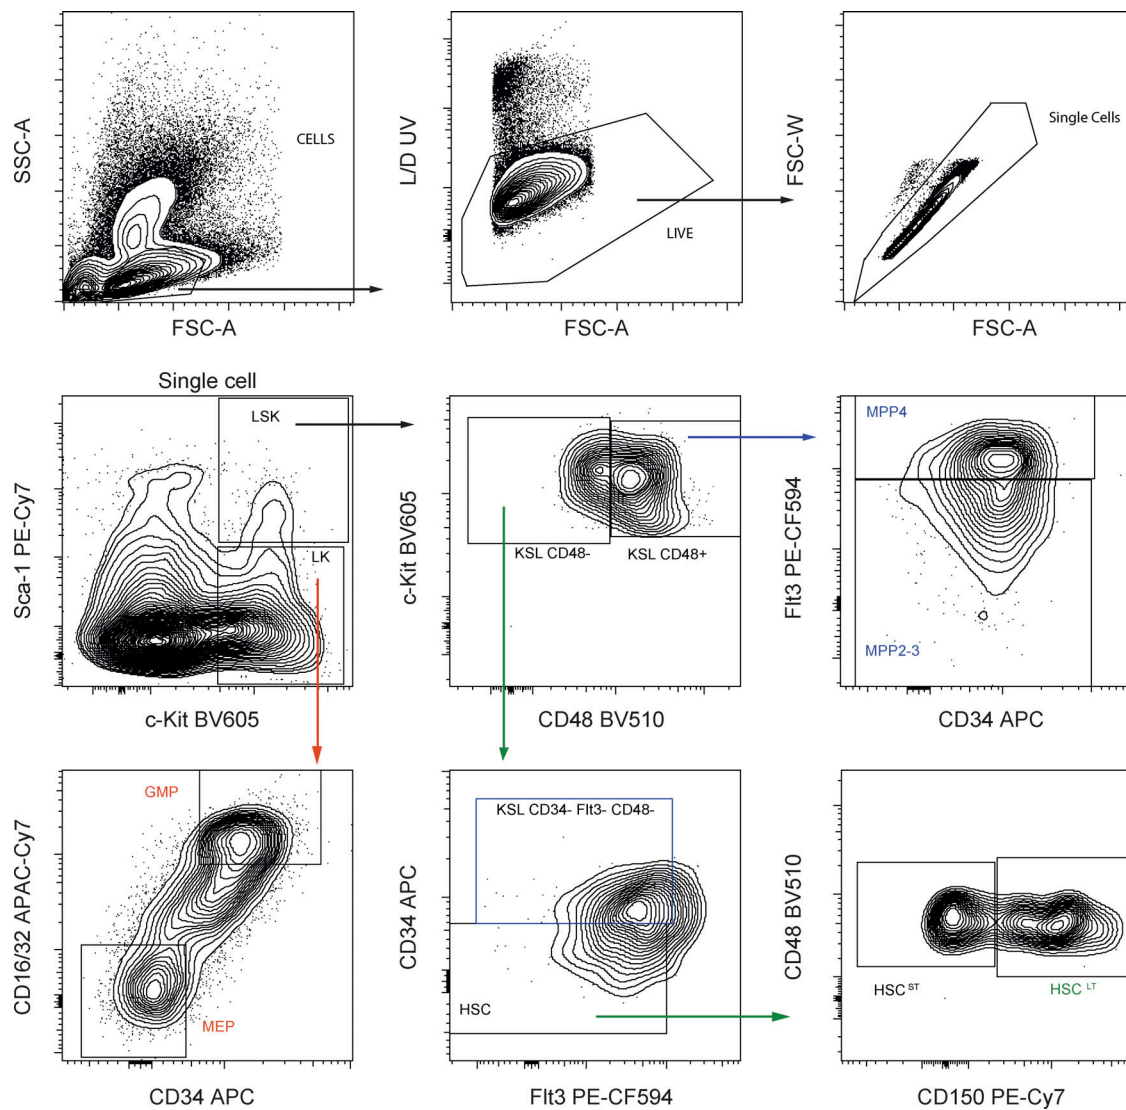 SSC-A
CELLS
FSC-A
L/D UV
LIVE
FSC-A
FSC-W
Single Cells
FSC-A
Single cell
Sca-1 PE-Cy7
LSK
LK
c-Kit BV605
c-Kit BV605
KSL CD48-
KSL CD48+
CD48 BV510
Flt3 PE-CF594
MPP4
MPP2-3
CD34 APC
CD16/32 APAC-Cy7
GMP
MEP
CD34 APC
CD34 APC
KSL CD34- Flt3- CD48-
HSC
Flt3 PE-CF594
CD48 BV510
HSC ST
HSC LT
CD150 PE-Cy7